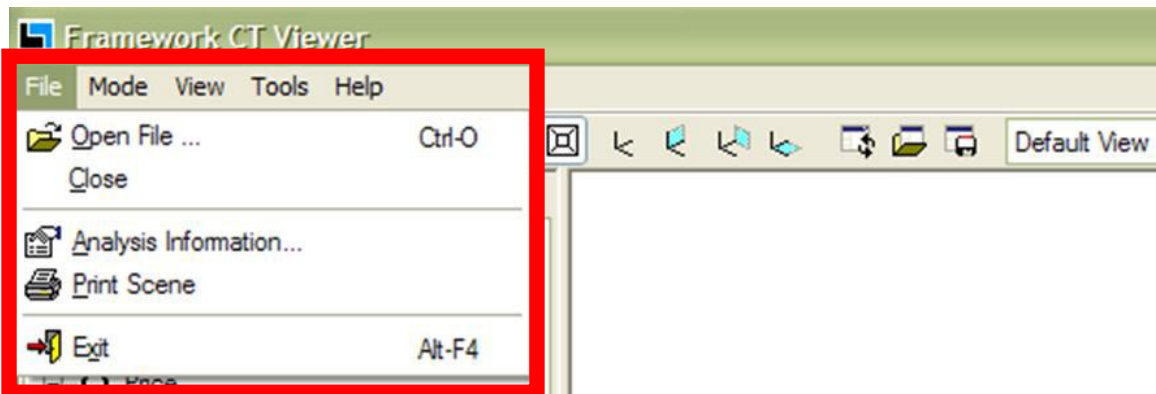 Framework CT Viewer
File Mode View Tools Help
Open File ... Ctrl-O
Default View
Close
Analysis Information...
Print Scene
Exit Alt-F4
Price